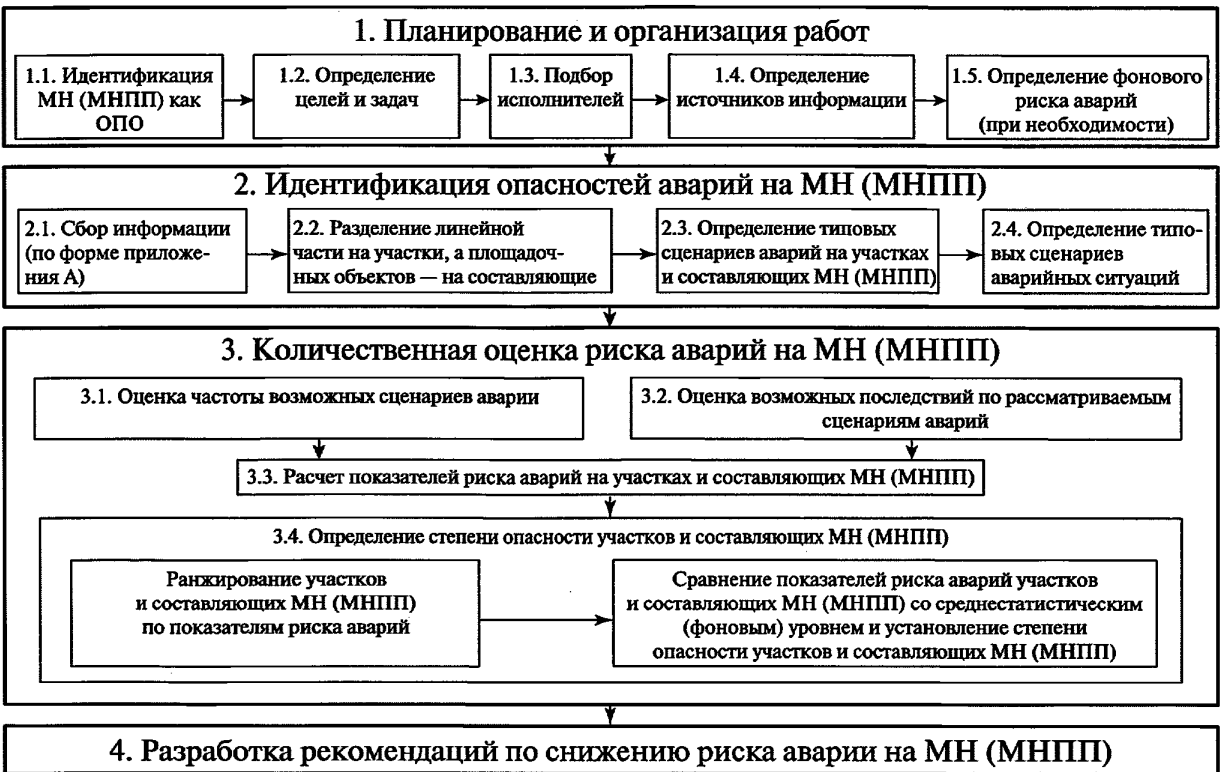 1. Планирование и организация работ
1.1. Идентификация
МН (МНПП) как
ОПО
1.2. Определение
целей и задач
1.3. Подбор
исполнителей
1.4. Определение
источников информации
1.5. Определение фонового
риска аварий
(при необходимости)
2. Идентификация опасностей аварий на МН (МНПП)
2.1. Сбор информации
(по форме приложе-
ния А)
2.2. Разделение линейной
части на участки, а площадоч-
ных объектов — на составляющие
2.3. Определение типовых
сценариев аварий на участках
и составляющих МН (МНПП)
2.4. Определение типо-
вых сценариев
аварийных ситуаций
3. Количественная оценка риска аварий на МН (МНПП)
3.1. Оценка частоты возможных сценариев аварии
3.2. Оценка возможных последствий по рассматриваемым
сценариям аварий
3.3. Расчет показателей риска аварий на участках и составляющих МН (МНПП)
3.4. Определение степени опасности участков и составляющих МН (МНПП)
Ранжирование участков
и составляющих МН (МНПП)
по показателям риска аварий
Сравнение показателей риска аварий участков
и составляющих МН (МНПП) со среднестатистическим
(фоновым) уровнем и установление степени
опасности участков и составляющих МН (МНПП)
4. Разработка рекомендаций по снижению риска аварии на МН (МНПП)